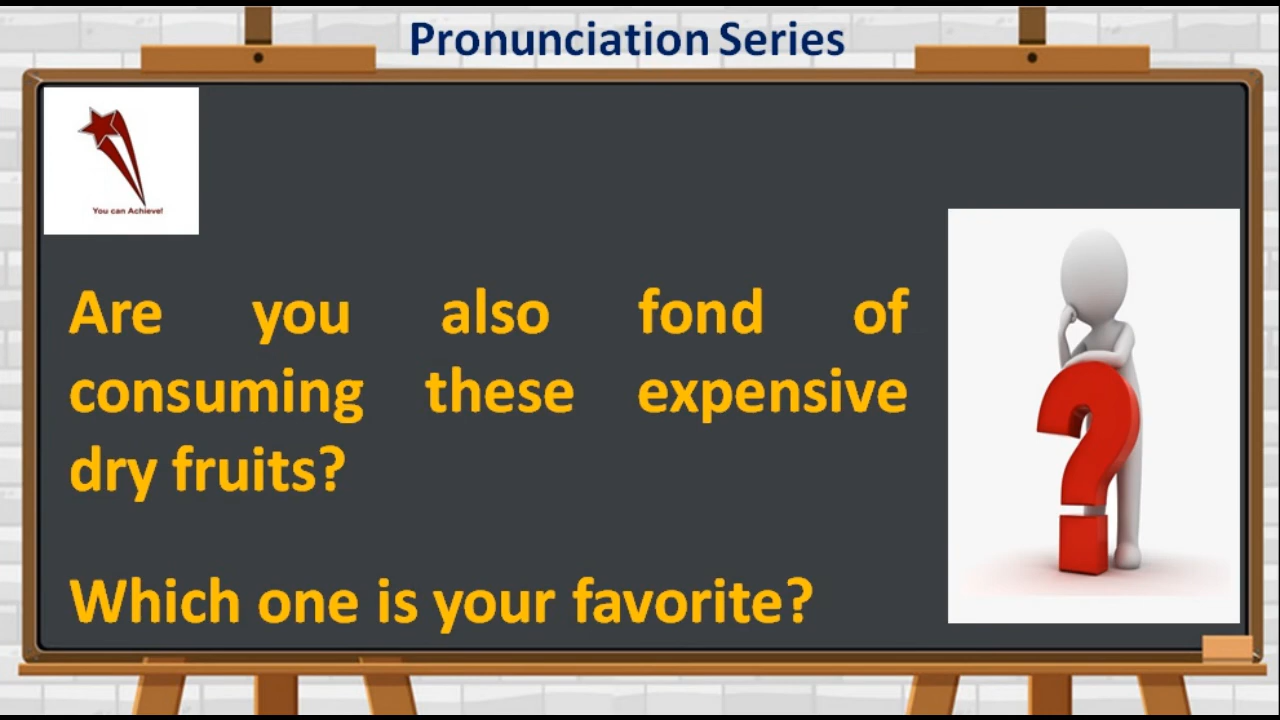 Pronunciation Series
You can Achieve!
Are you also fond of
consuming these expensive
dry fruits?
Which one is your favorite?